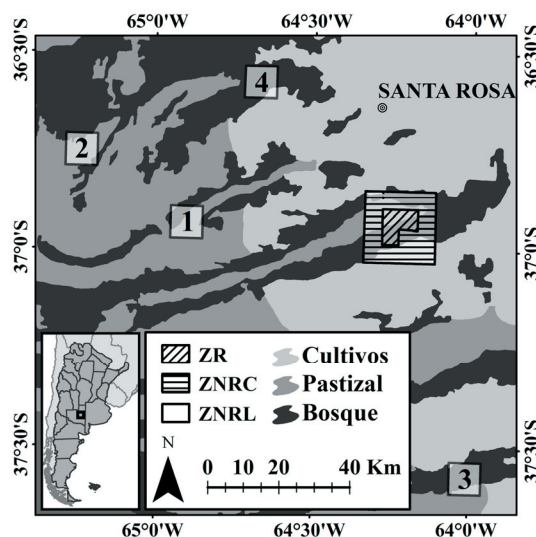 65°0'W 64°30'W 64°0'W
36°30'S 36°30'S
4
SANTA ROSA
2
1
37°0'S 37°0'S
ZR Cultivos
ZNRC Pastizal
ZNRL Bosque
N
0 10 20 40 Km
37°30'S 37°30'S
3
65°0'W 64°30'W 64°0'W